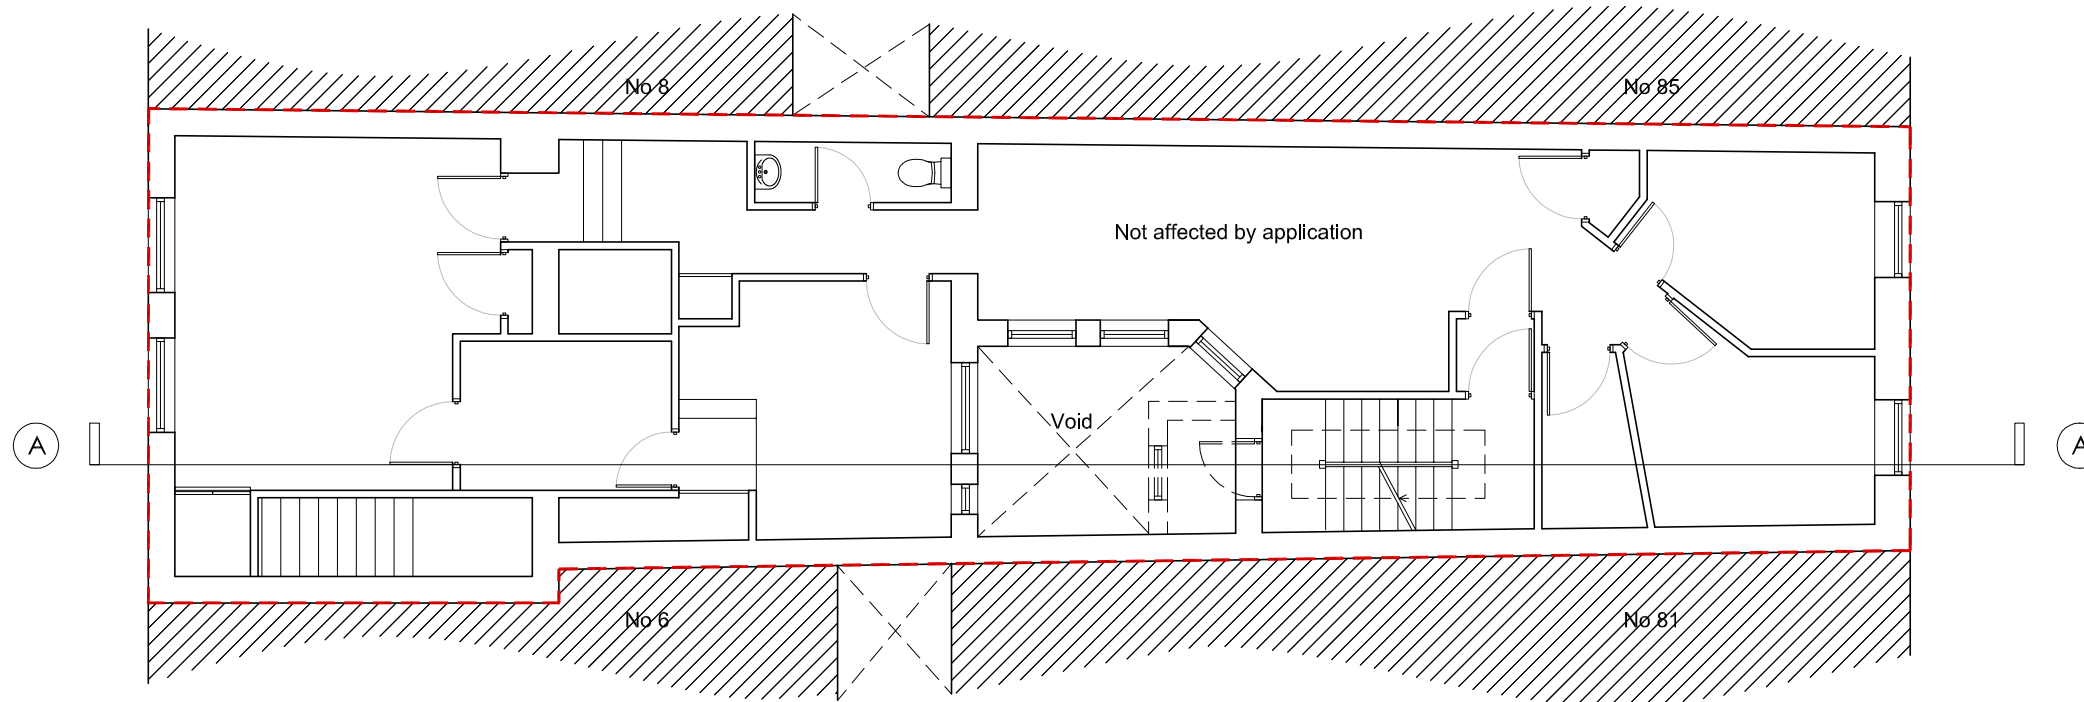 No 8
No 85
Not affected by application
Void
A
A
No 6
No 81